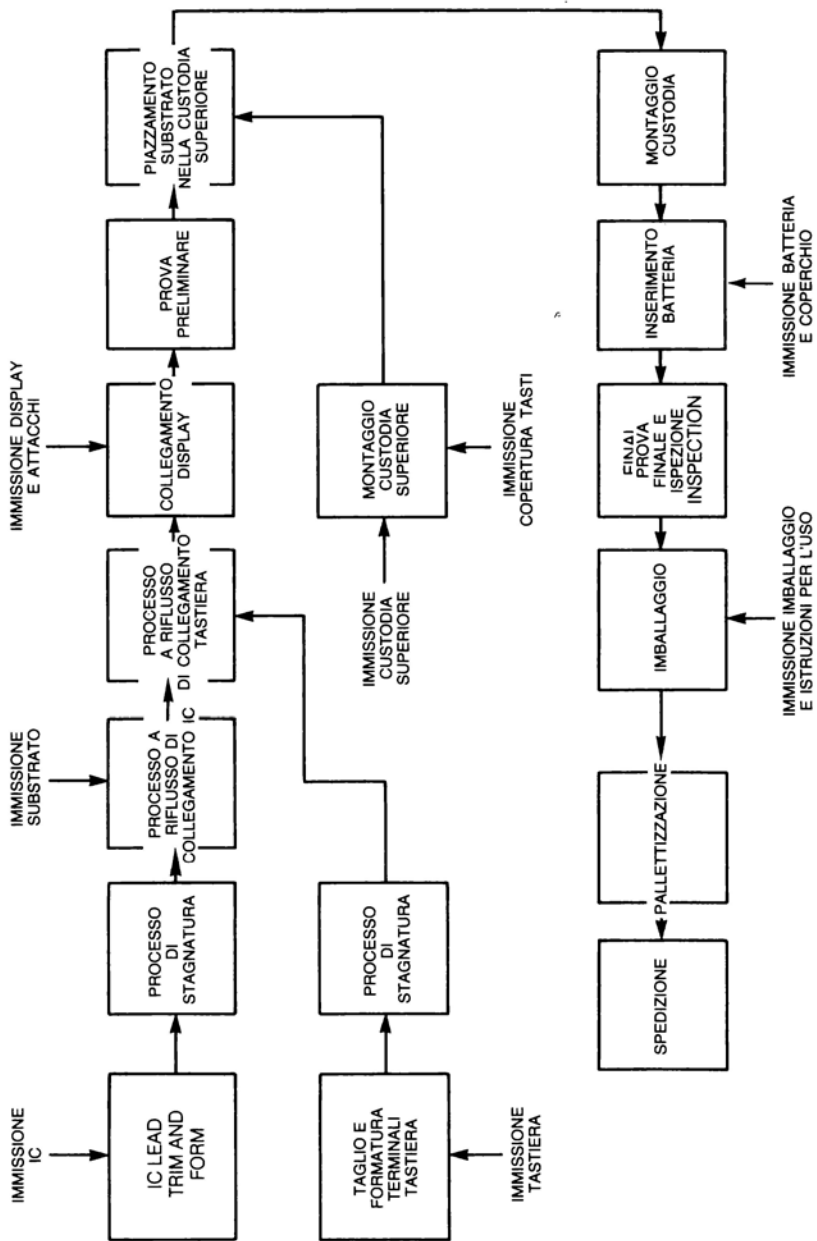 IMMISSIONE
IC
IC LEAD
TRIM AND
FORM
PROCESSO
DI
STAGNATURA
IMMISSIONE
SUBSTRATO
PROCESSO A
RIFLUSSO DI
COLLEGAMENTO IC
PROCESSO
A RIFLUSSO
DI COLLEGAMENTO
TASTIERA
IMMISSIONE DISPLAY
E ATTACCHI
COLLEGAMENTO
DISPLAY
PROVA
PRELIMINARE
PIAZZAMENTO
SUBSTRATO
NELLA CUSTODIA
SUPERIORE
TAGLIO E
FORMATURA
TERMINALI
TASTIERA
IMMISSIONE
TASTIERA
PROCESSO
DI
STAGNATURA
IMMISSIONE
CUSTODIA
SUPERIORE
MONTAGGIO
CUSTODIA
SUPERIORE
IMMISSIONE
COPERTURA TASTI
MONTAGGIO
CUSTODIA
INSERIMENTO
BATTERIA
IMMISSIONE BATTERIA
E COPERCHIO
FINAL
PROVA
FINALE E
ISPEZIONE
INSPECTION
IMBALLAGGIO
IMMISSIONE IMBALLAGGIO
E ISTRUZIONI PER L'USO
PALLETTIZZAZIONE
SPEDIZIONE